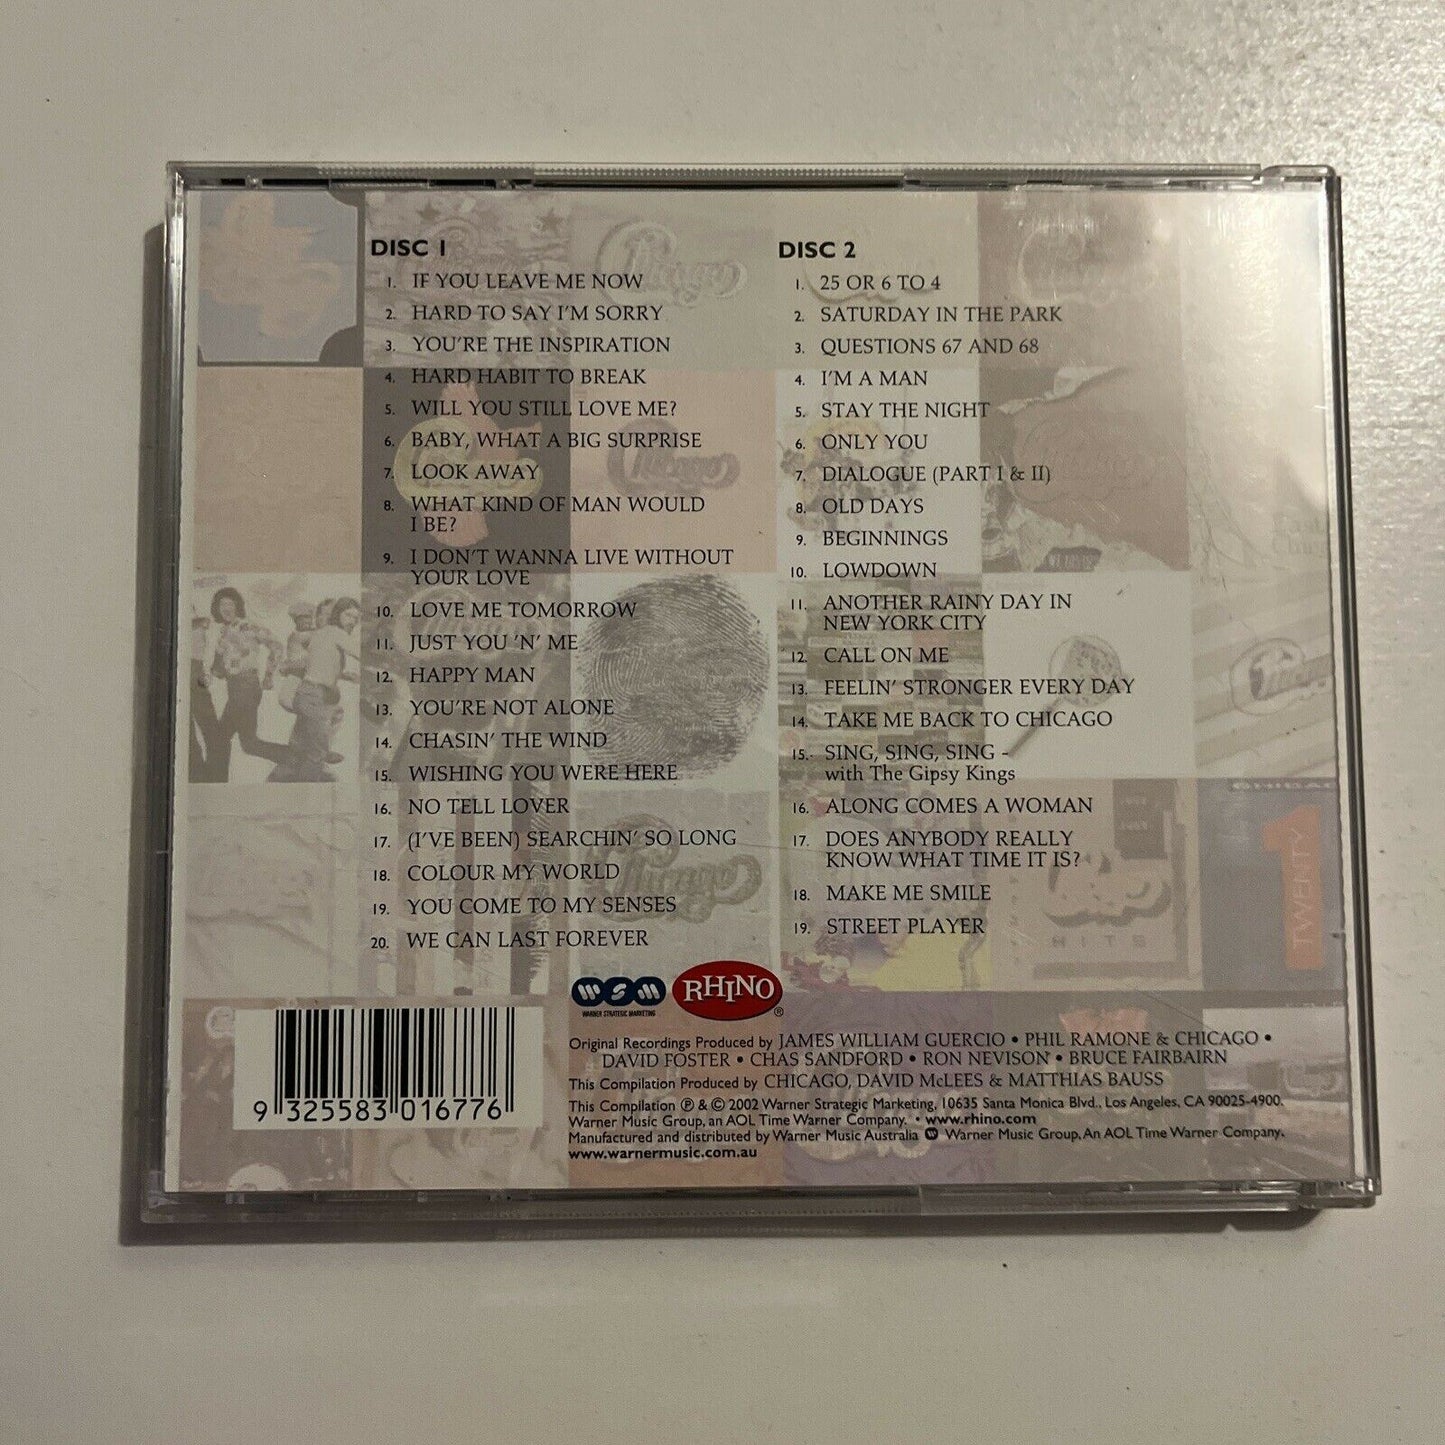 DISC 1
1. IF YOU LEAVE ME NOW
2. HARD TO SAY I'M SORRY
3. YOU'RE THE INSPIRATION
4. HARD HABIT TO BREAK
5. WILL YOU STILL LOVE ME?
6. BABY, WHAT A BIG SURPRISE
7. LOOK AWAY
8. WHAT KIND OF MAN WOULD
I BE?
9. I DON'T WANNA LIVE WITHOUT
YOUR LOVE
10. LOVE ME TOMORROW
11. JUST YOU 'N' ME
12. HAPPY MAN
13. YOU'RE NOT ALONE
14. CHASIN' THE WIND
15. WISHING YOU WERE HERE
16. NO TELL LOVER
17. (I'VE BEEN) SEARCHIN' SO LONG
18. COLOUR MY WORLD
19. YOU COME TO MY SENSES
20. WE CAN LAST FOREVER
DISC 2
1. 25 OR 6 TO 4
2. SATURDAY IN THE PARK
3. QUESTIONS 67 AND 68
4. I'M A MAN
5. STAY THE NIGHT
6. ONLY YOU
7. DIALOGUE (PART I & II)
8. OLD DAYS
9. BEGINNINGS
10. LOWDOWN
11. ANOTHER RAINY DAY IN
NEW YORK CITY
12. CALL ON ME
13. FEELIN' STRONGER EVERY DAY
14. TAKE ME BACK TO CHICAGO
15. SING, SING, SING -
with The Gipsy Kings
16. ALONG COMES A WOMAN
17. DOES ANYBODY REALLY
KNOW WHAT TIME IT IS?
18. MAKE ME SMILE
19. STREET PLAYER
Chicago
Chicago
Chicago
Chicago
HITS
TWENTY
1
WSM
WARNER STRATEGIC MARKETING
RHINO ®
Original Recordings Produced by JAMES WILLIAM GUERCIO • PHIL RAMONE & CHICAGO •
DAVID FOSTER • CHAS SANDFORD • RON NEVISON • BRUCE FAIRBAIRN
This Compilation Produced by CHICAGO, DAVID McLEES & MATTHIAS BAUSS
This Compilation ℗ & © 2002 Warner Strategic Marketing, 10635 Santa Monica Blvd., Los Angeles, CA 90025-4900.
Warner Music Group, an AOL Time Warner Company. • www.rhino.com
Manufactured and distributed by Warner Music Australia Warner Music Group, An AOL Time Warner Company.
www.warnermusic.com.au
9 325583 016776